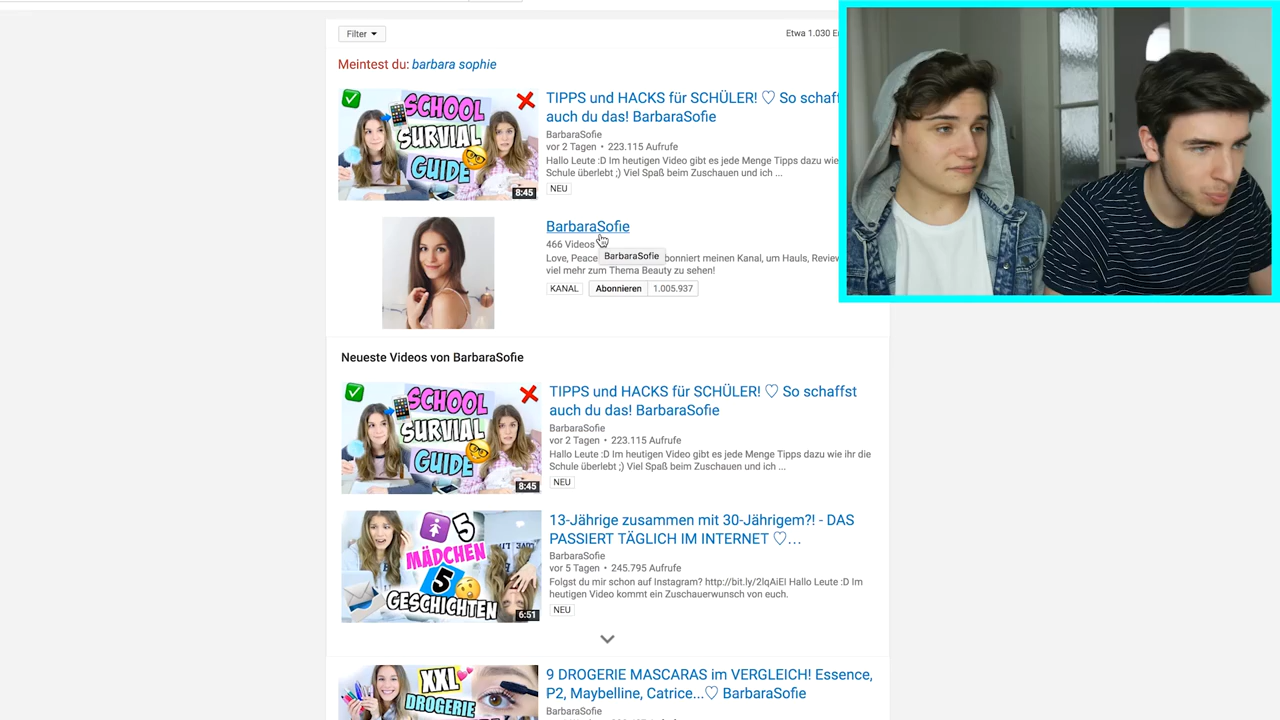 Filter
Etwa 1.030
Meintest du: barbara sophie
SCHOOL
SURVIAL
GUIDE
8:45
TIPPS und HACKS für SCHÜLER! ♡ So
auch du das! BarbaraSofie
BarbaraSofie
vor 2 Tagen • 223.115 Aufrufe
Hallo Leute :D Im heutigen Video gibt es jede Menge Tipps dazu wie
Schule überlebt ;) Viel Spaß beim Zuschauen und ich ...
NEU
BarbaraSofie
466 Videos
BarbaraSofie
Love, Peace bonniert meinen Kanal, um Hauls,
viel mehr zum Thema Beauty zu sehen!
KANAL Abonnieren 1.005.937
Neueste Videos von BarbaraSofie
SCHOOL
SURVIAL
GUIDE
8:45
TIPPS und HACKS für SCHÜLER! ♡ So schaffst
auch du das! BarbaraSofie
BarbaraSofie
vor 2 Tagen • 223.115 Aufrufe
Hallo Leute :D Im heutigen Video gibt es jede Menge Tipps dazu wie ihr die
Schule überlebt ;) Viel Spaß beim Zuschauen und ich ...
NEU
5
MÄDCHEN
5
GESCHICHTEN
6:51
13-Jährige zusammen mit 30-Jährigem?! - DAS
PASSIERT TÄGLICH IM INTERNET ♡...
BarbaraSofie
vor 5 Tagen • 245.795 Aufrufe
Folgst du mir schon auf Instagram? http://bit.ly/2lqAiEl Hallo Leute :D Im
heutigen Video kommt ein Zuschauerwunsch von euch.
NEU
XXL
DROGERIE
9 DROGERIE MASCARAS im VERGLEICH! Essence,
P2, Maybelline, Catrice...♡ BarbaraSofie
BarbaraSofie